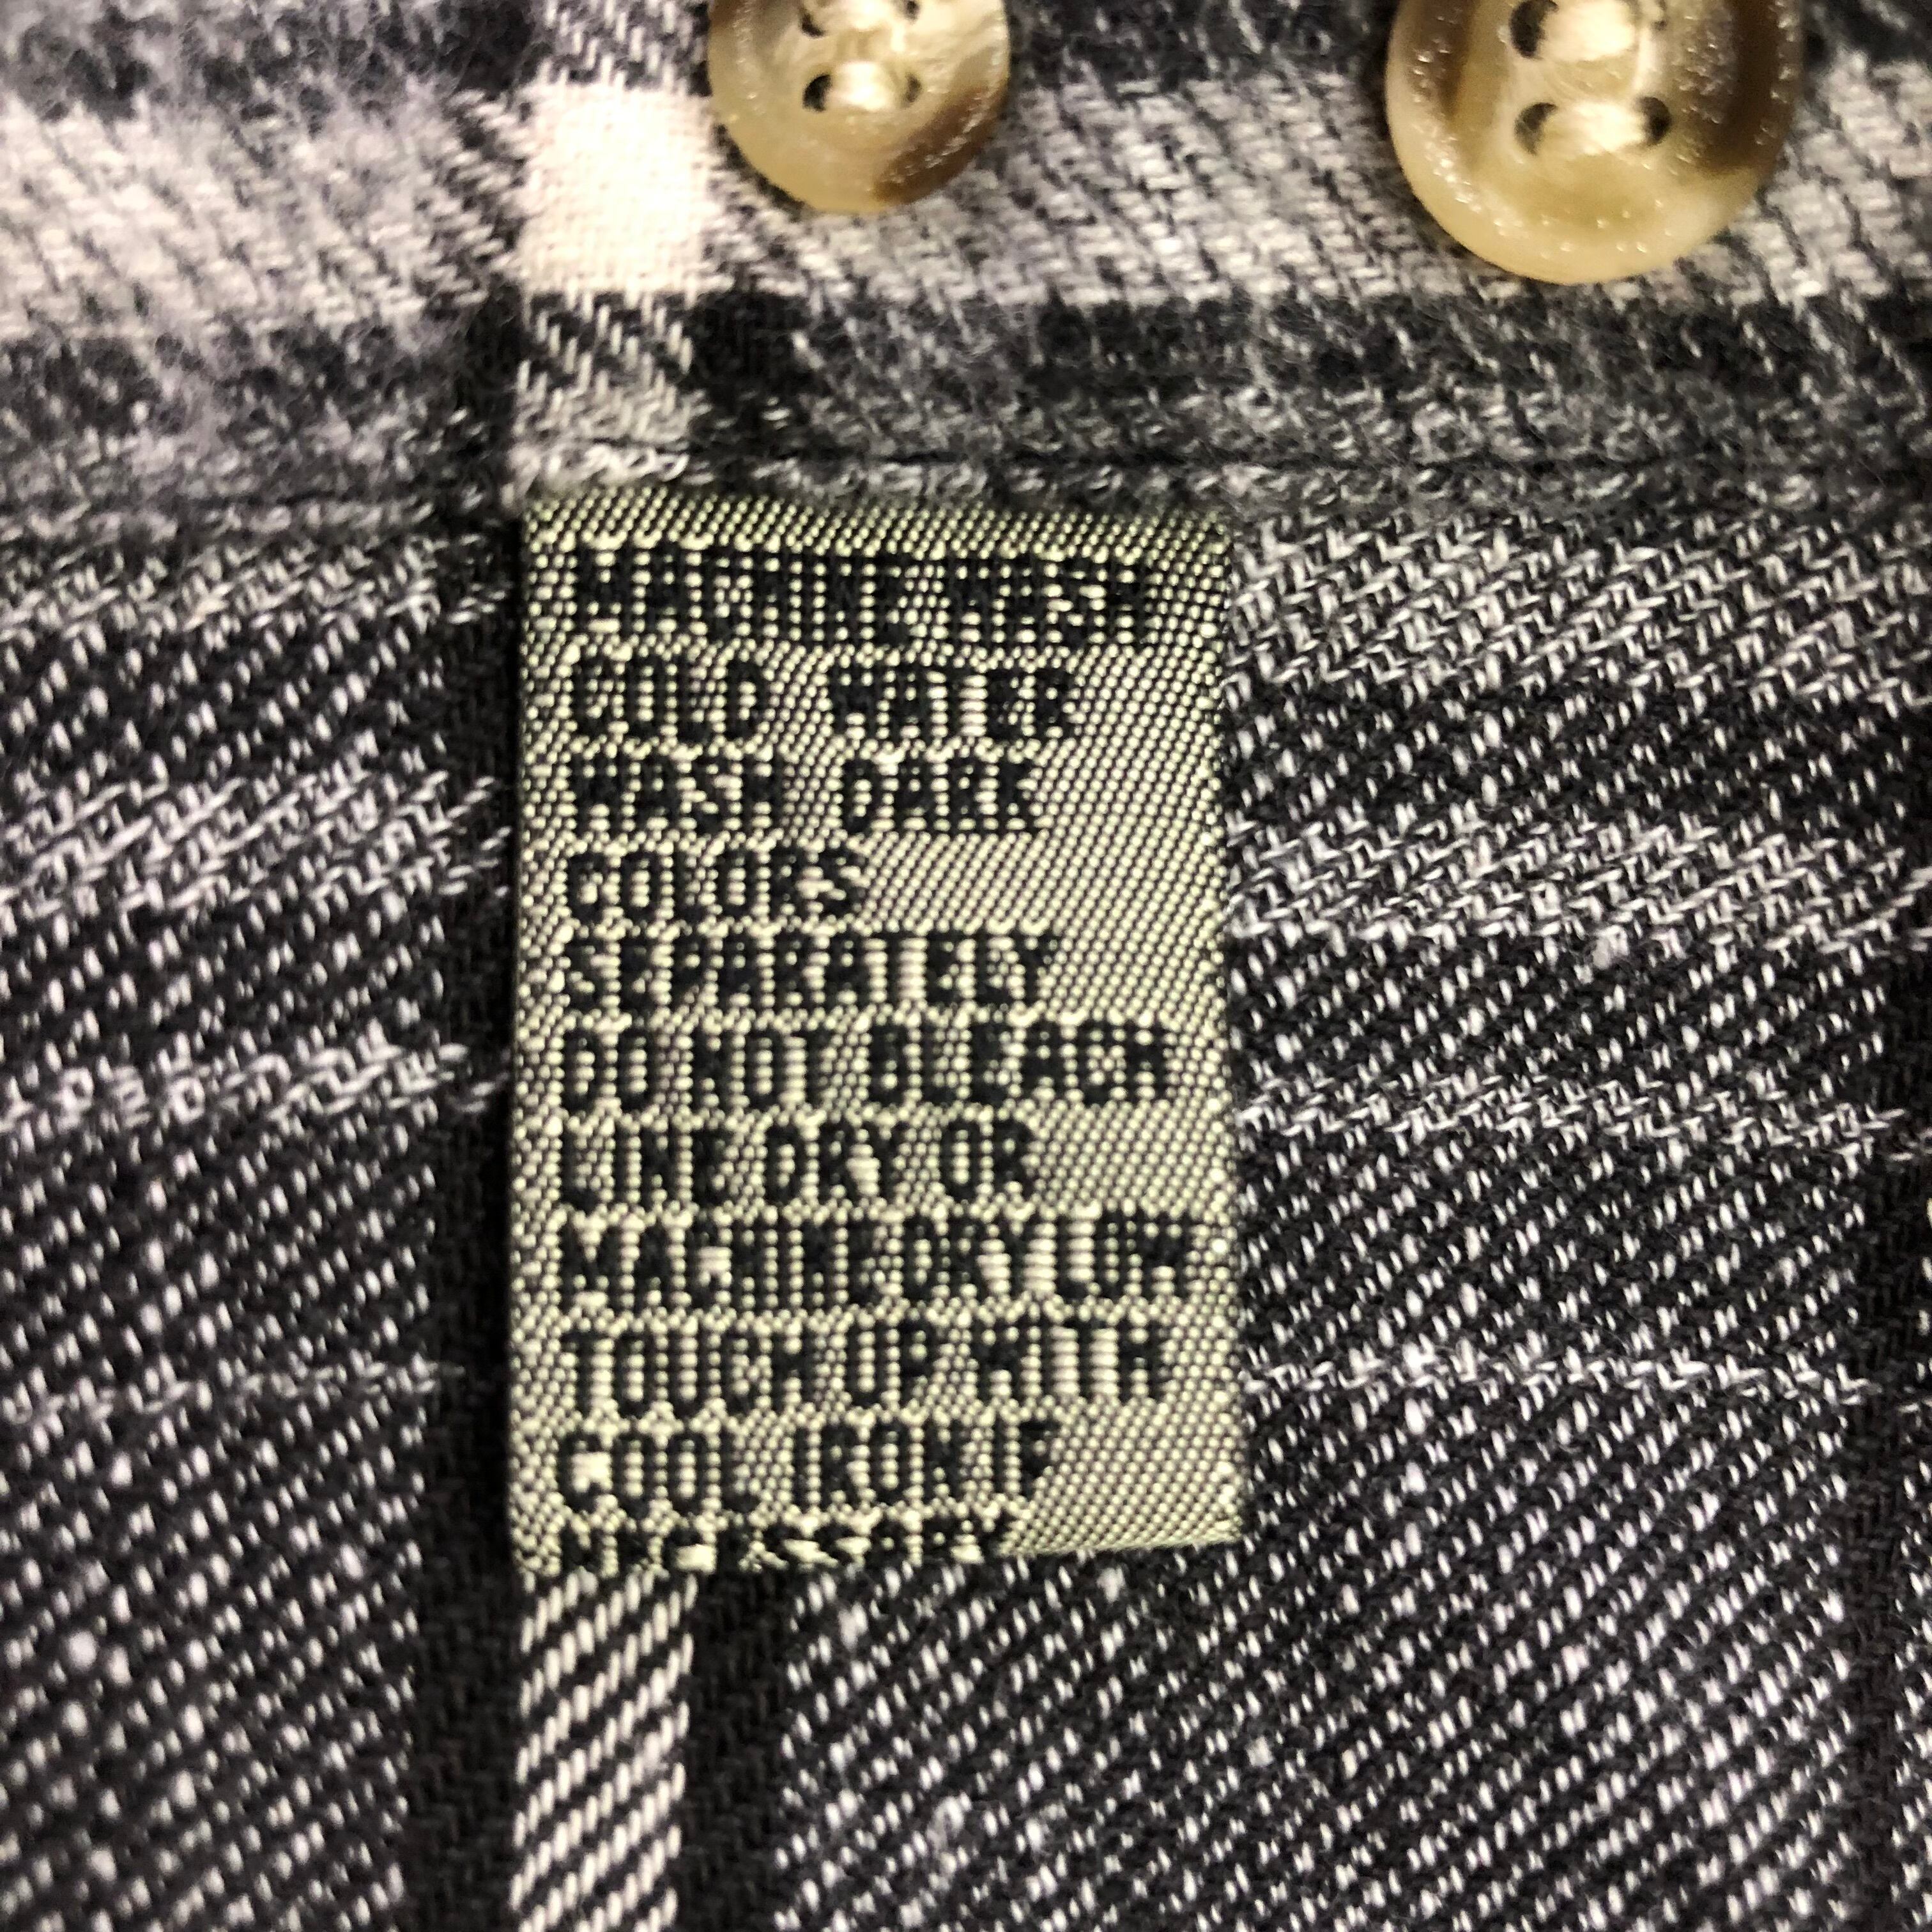 MACHINE WASH
COLD WATER
WASH DARK
COLORS
SEPARATELY
DO NOT BLEACH
LINE DRY OR
MACHINE DRY LOW
TOUCH UP WITH
COOL IRON IF
NECESSARY